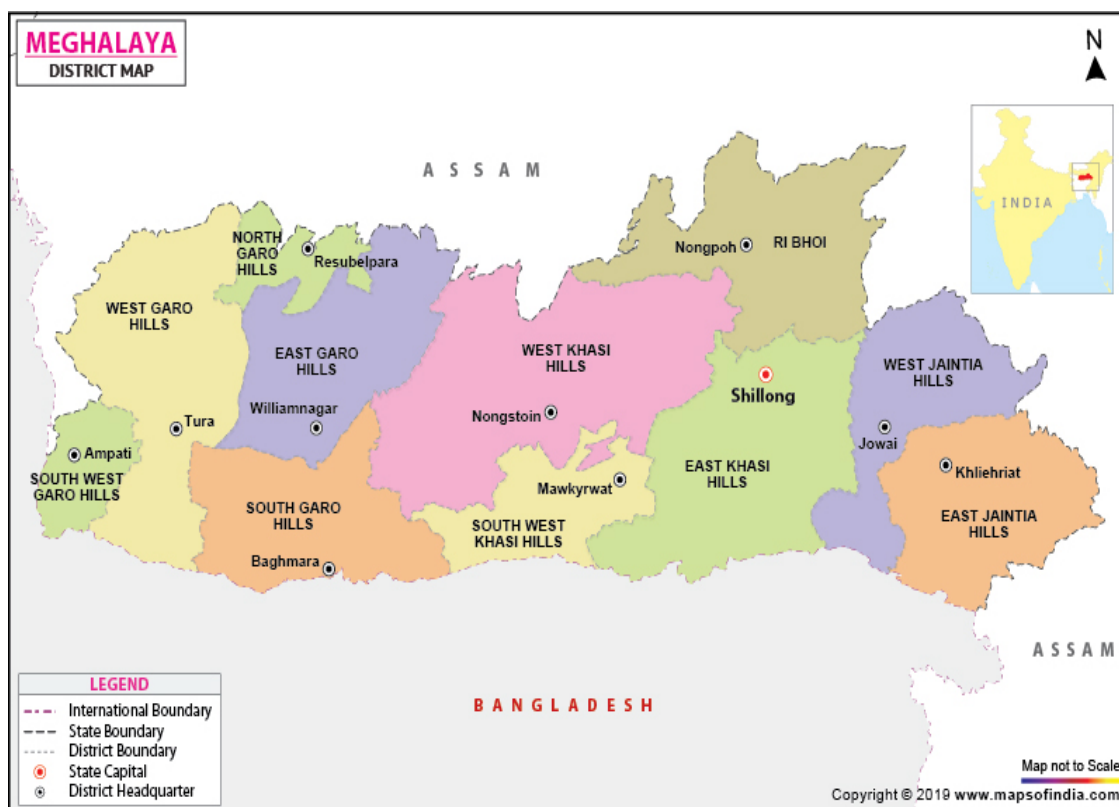 MEGHALAYA
DISTRICT MAP
N
ASSAM
INDIA
NORTH
GARO
HILLS
Resubelpara
Nongpoh
RI BHOI
WEST GARO
HILLS
EAST GARO
HILLS
WEST KHASI
HILLS
WEST JAINTIA
HILLS
Shillong
Williamnagar
Nongstoin
Tura
Jowai
Ampati
SOUTH WEST
GARO HILLS
EAST KHASI
HILLS
Khliehriat
Mawkyrwat
SOUTH GARO
HILLS
SOUTH WEST
KHASI HILLS
EAST JAINTIA
HILLS
Baghmara
ASSAM
BANGLADESH
LEGEND
International Boundary
State Boundary
District Boundary
State Capital
District Headquarter
Map not to Scale
Copyright © 2019 www.mapsofindia.com